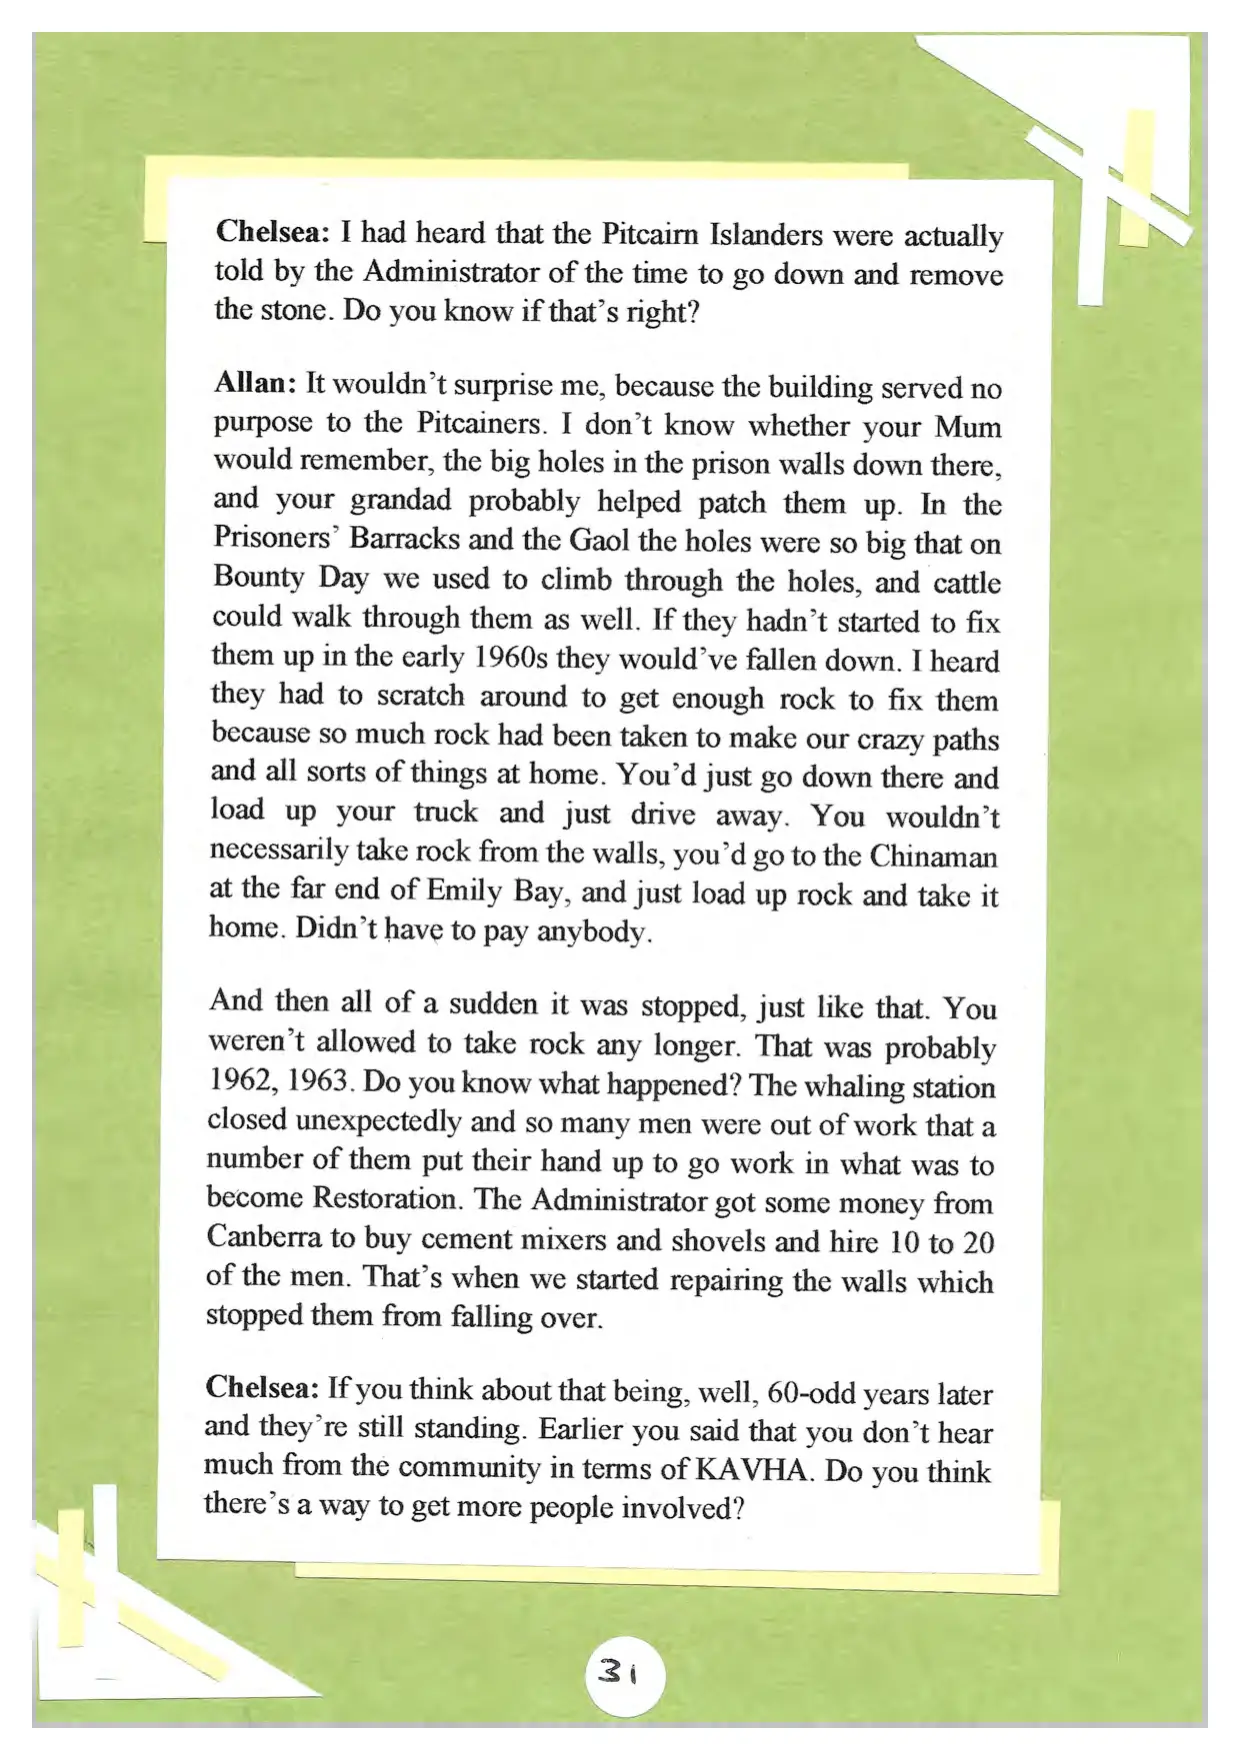 Chelsea: I had heard that the Pitcairn Islanders were actually
told by the Administrator of the time to go down and remove
the stone. Do you know if that’s right?
Allan: It wouldn’t surprise me, because the building served no
purpose to the Pitcainers. I don’t know whether your Mum
would remember, the big holes in the prison walls down there,
and your grandad probably helped patch them up. In the
Prisoners’ Barracks and the Gaol the holes were so big that on
Bounty Day we used to climb through the holes, and cattle
could walk through them as well. If they hadn’t started to fix
them up in the early 1960s they would’ve fallen down. I heard
they had to scratch around to get enough rock to fix them
because so much rock had been taken to make our crazy paths
and all sorts of things at home. You’d just go down there and
load up your truck and just drive away. You wouldn’t
necessarily take rock from the walls, you’d go to the Chinaman
at the far end of Emily Bay, and just load up rock and take it
home. Didn’t have to pay anybody.
And then all of a sudden it was stopped, just like that. You
weren’t allowed to take rock any longer. That was probably
1962, 1963. Do you know what happened? The whaling station
closed unexpectedly and so many men were out of work that a
number of them put their hand up to go work in what was to
become Restoration. The Administrator got some money from
Canberra to buy cement mixers and shovels and hire 10 to 20
of the men. That’s when we started repairing the walls which
stopped them from falling over.
Chelsea: If you think about that being, well, 60-odd years later
and they’re still standing. Earlier you said that you don’t hear
much from the community in terms of KAVHA. Do you think
there’s a way to get more people involved?
31